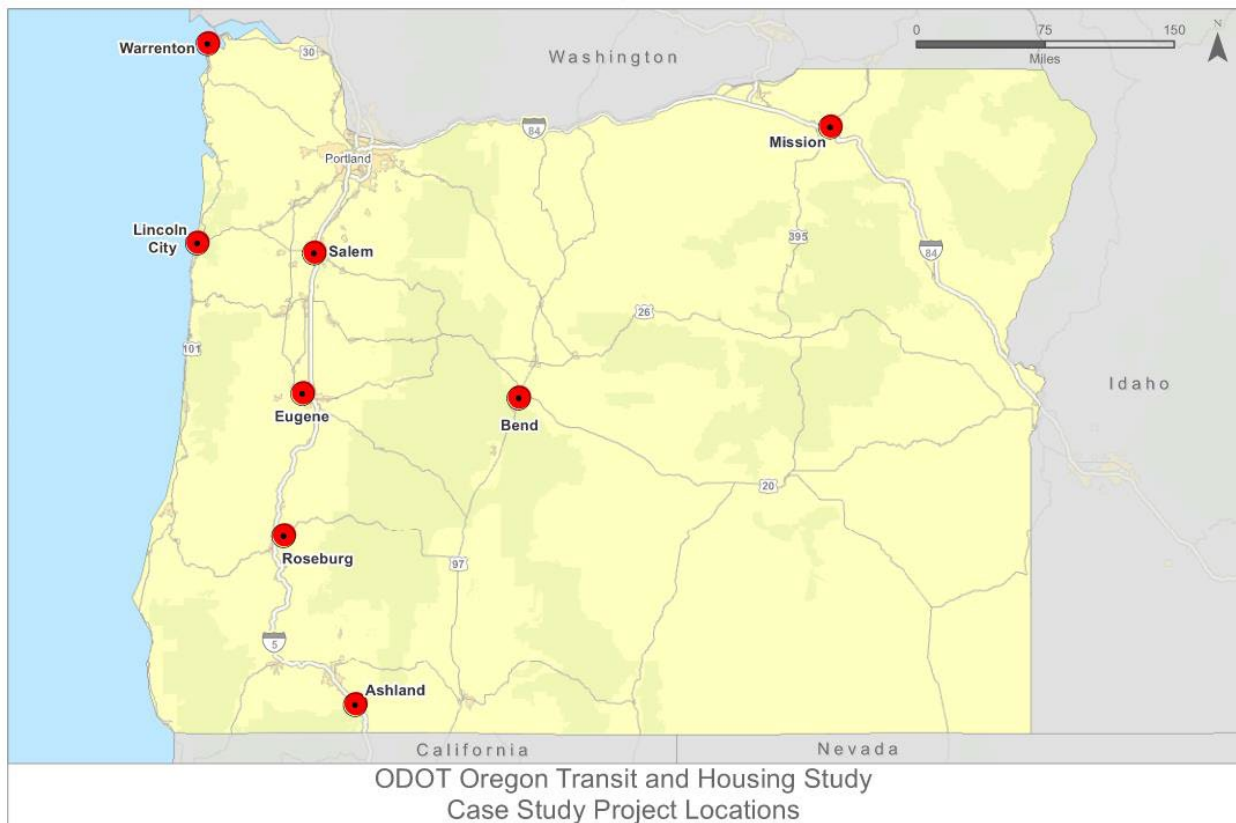 0 75 150
Miles
N
Warrenton
30
Washington
84
Portland
Mission
Lincoln
City
Salem
395
84
26
101
Idaho
Eugene
Bend
20
Roseburg
97
5
Ashland
California
Nevada
ODOT Oregon Transit and Housing Study
Case Study Project Locations